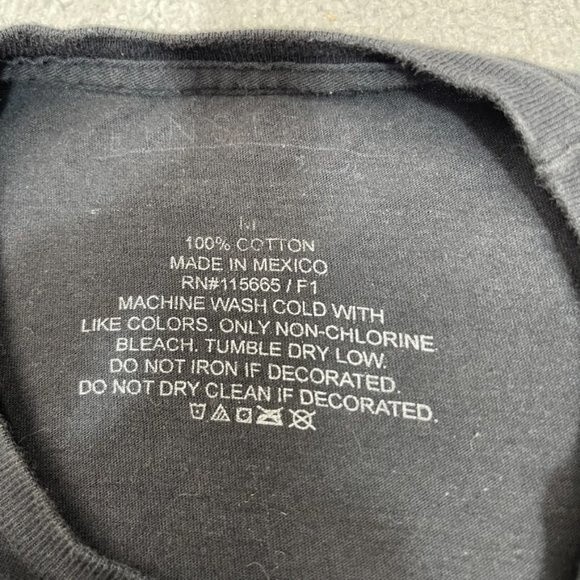 M
100% COTTON
MADE IN MEXICO
RN#115665 / F1
MACHINE WASH COLD WITH
LIKE COLORS. ONLY NON-CHLORINE.
BLEACH. TUMBLE DRY LOW.
DO NOT IRON IF DECORATED.
DO NOT DRY CLEAN IF DECORATED.